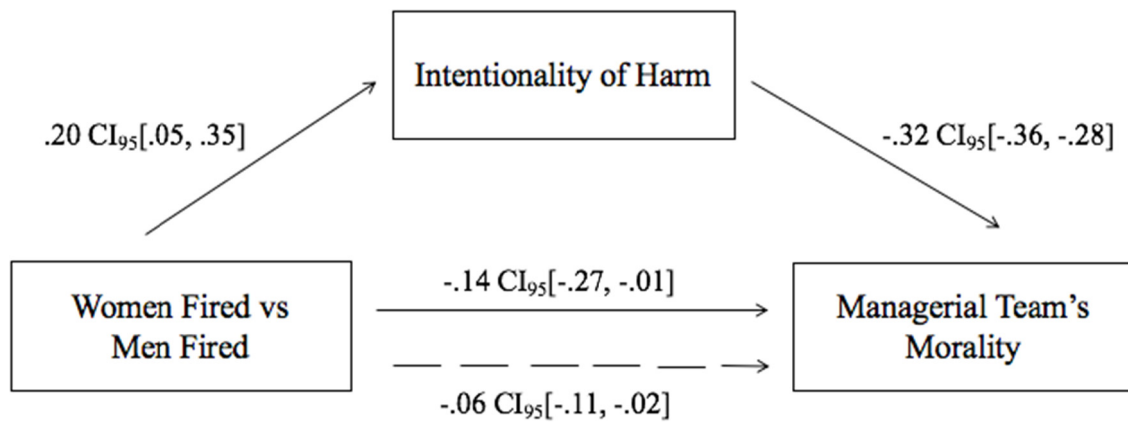 Intentionality of Harm
.20 CI₉₅[.05, .35]
-.32 CI₉₅[-.36, -.28]
Women Fired vs
Men Fired
-.14 CI₉₅[-.27, -.01]
-.06 CI₉₅[-.11, -.02]
Managerial Team's
Morality